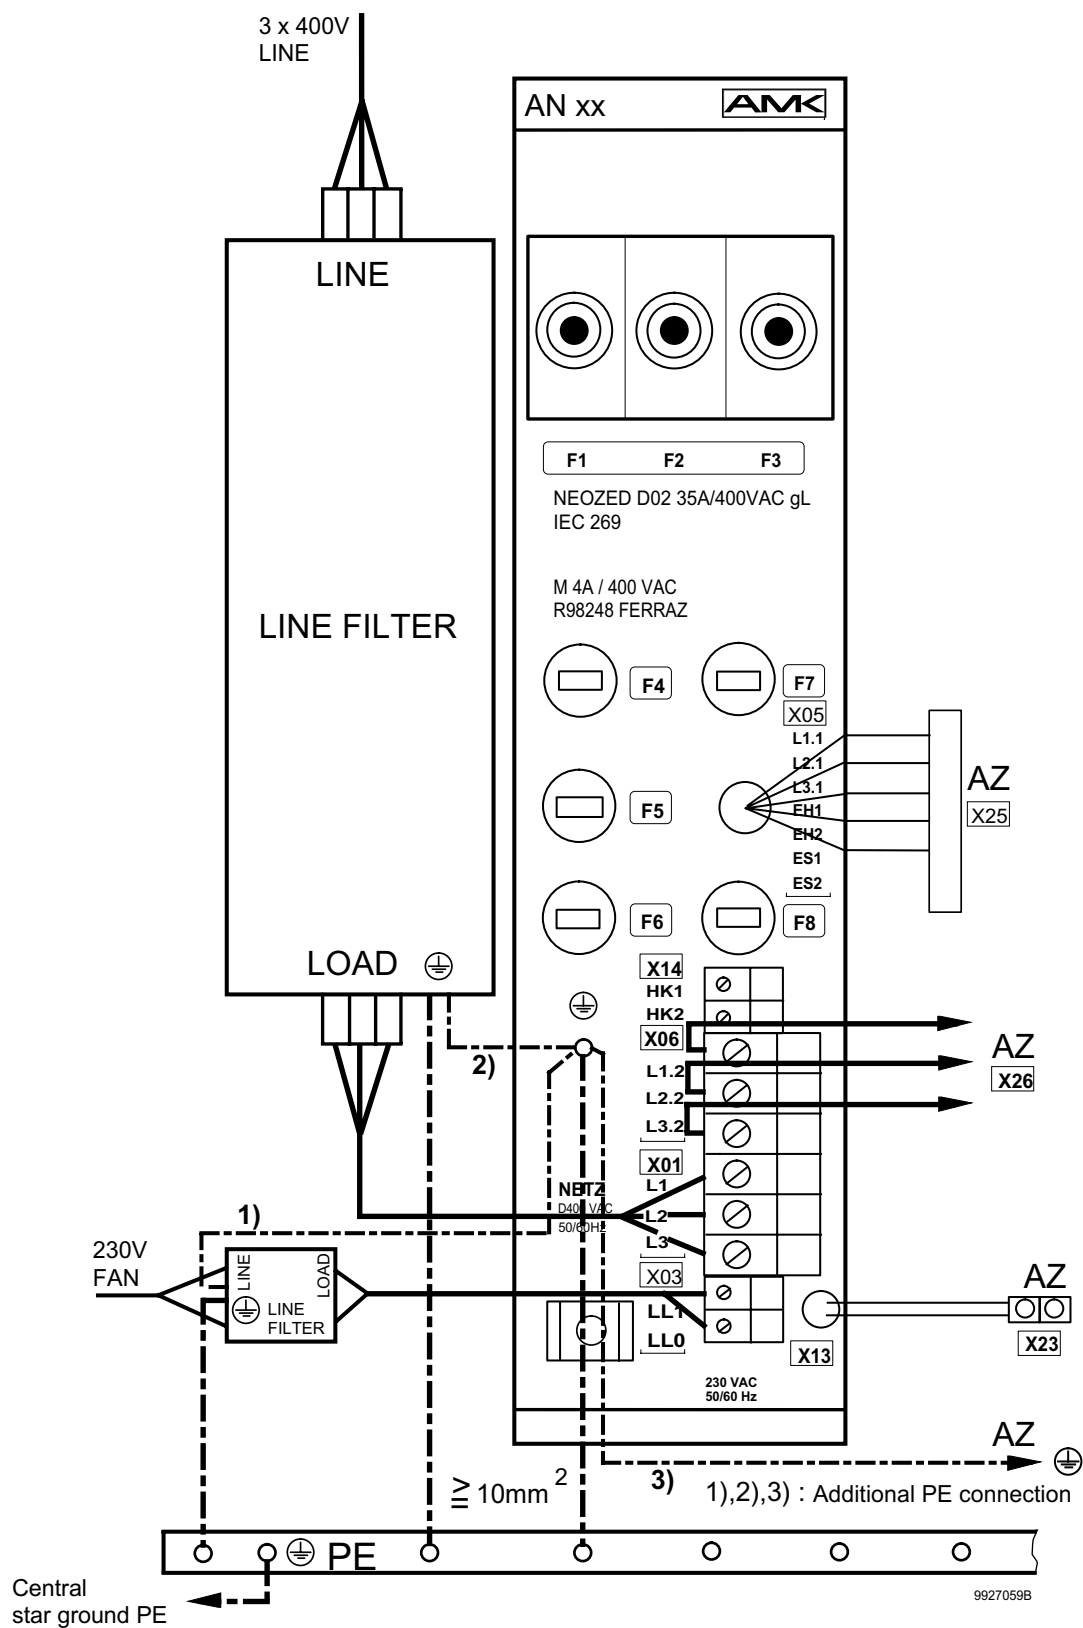 3 x 400V
LINE
AN xx
AMK
LINE
F1 F2 F3
NEOZED D02 35A/400VAC gL
IEC 269
M 4A / 400 VAC
R98248 FERRAZ
LINE FILTER
F4
F7
X05
L1.1
L2.1
L3.1
EH1
EH2
ES1
ES2
AZ
X25
F5
F6
F8
LOAD
X14
HK1
HK2
X06
L1.2
L2.2
L3.2
AZ
X26
2)
X01
L1
L2
L3
NETZ
D400 VAC
50/60Hz
1)
230V
FAN
LINE
LOAD
LINE
FILTER
X03
LL1
LL0
X13
AZ
X23
230 VAC
50/60 Hz
AZ
≧ 10mm²
3)
1),2),3) : Additional PE connection
PE
Central
star ground PE
9927059B